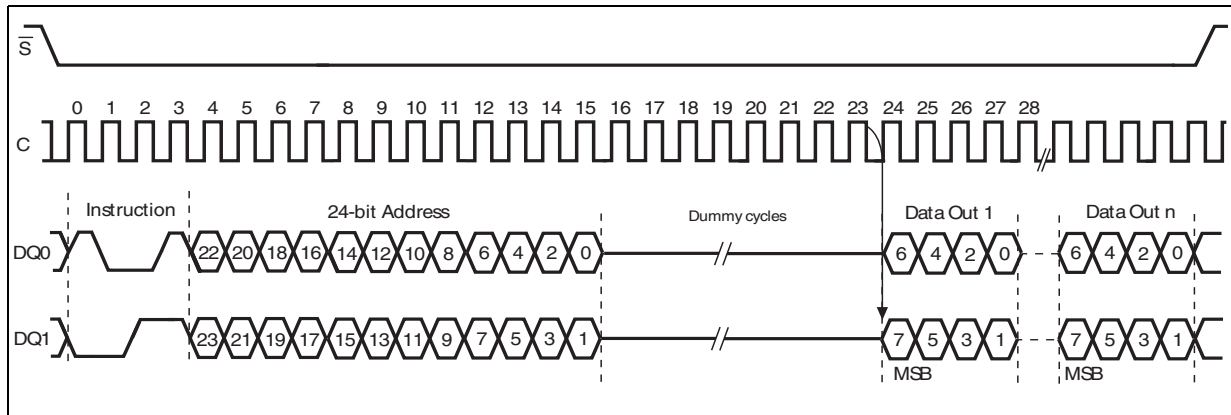 S
0 1 2 3 4 5 6 7 8 9 10 11 12 13 14 15 16 17 18 19 20 21 22 23 24 25 26 27 28
C
Instruction 24-bit Address Dummy cycles Data Out 1 Data Out n
DQ0 22 20 18 16 14 12 10 8 6 4 2 0 6 4 2 0 6 4 2 0
DQ1 23 21 19 17 15 13 11 9 7 5 3 1 7 5 3 1 7 5 3 1
MSB MSB